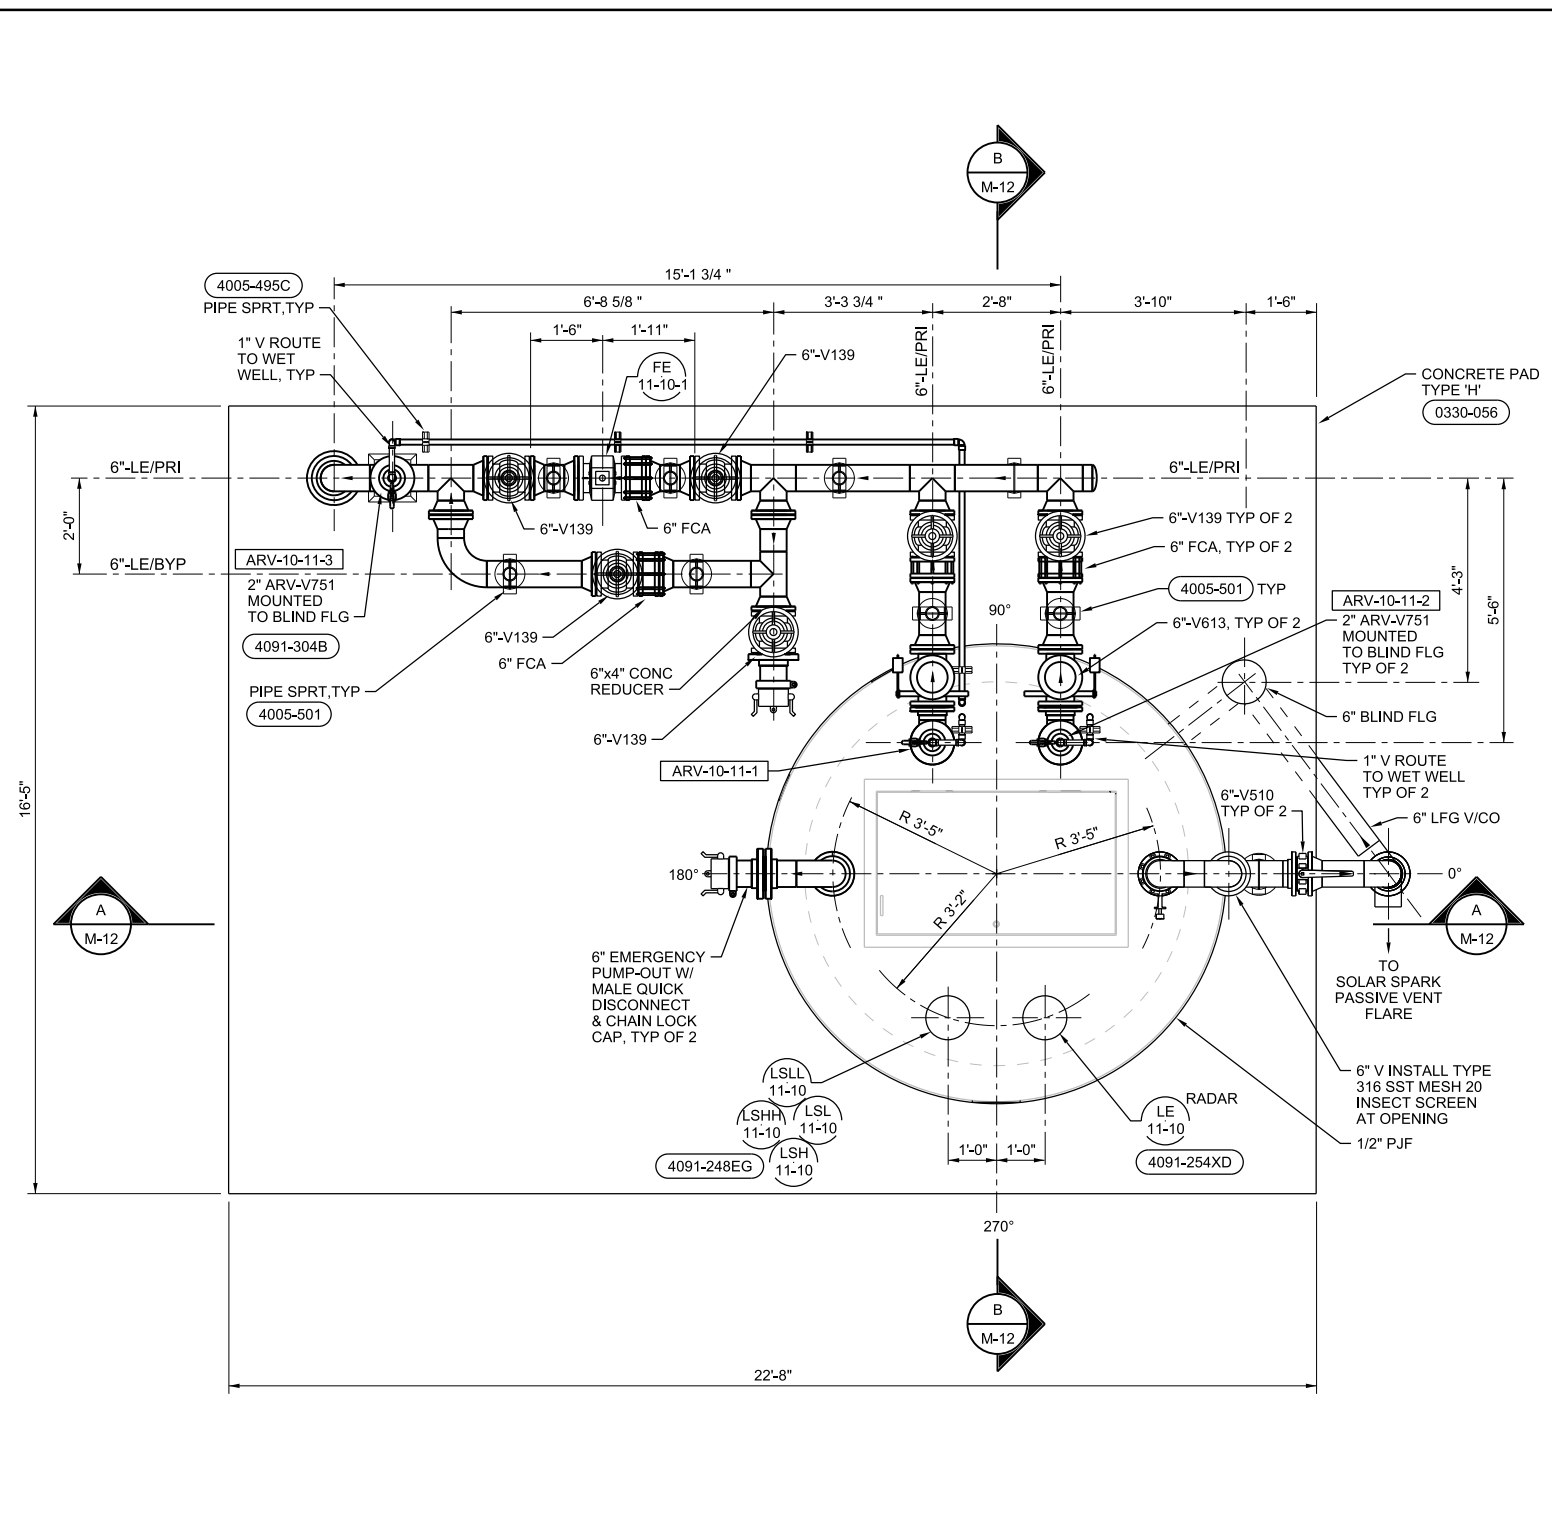 B
M-12
15'-1 3/4 "
4005-495C
PIPE SPRT,TYP
6'-8 5/8 "
3'-3 3/4 "
2'-8"
3'-10"
1'-6"
1'-6"
1'-11"
1" V ROUTE
TO WET
WELL, TYP
FE
11-10-1
6"-V139
6"-LE/PRI
6"-LE/PRI
CONCRETE PAD
TYPE 'H'
0330-056
6"-LE/PRI
6"-LE/PRI
2'-0"
6"-V139
6" FCA
6"-V139 TYP OF 2
6" FCA, TYP OF 2
6"-LE/BYP
ARV-10-11-3
2" ARV-V751
MOUNTED
TO BLIND FLG
4091-304B
4005-501 TYP
4'-3"
5'-6"
90°
ARV-10-11-2
2" ARV-V751
MOUNTED
TO BLIND FLG
TYP OF 2
6"-V613, TYP OF 2
6"-V139
6" FCA
6"x4" CONC
REDUCER
PIPE SPRT,TYP
4005-501
6" BLIND FLG
6"-V139
ARV-10-11-1
1" V ROUTE
TO WET WELL
TYP OF 2
6"-V510
TYP OF 2
6" LFG V/CO
16'-5"
R 3'-5"
R 3'-5"
R 3'-2"
180°
0°
A
M-12
A
M-12
6" EMERGENCY
PUMP-OUT W/
MALE QUICK
DISCONNECT
& CHAIN LOCK
CAP, TYP OF 2
TO
SOLAR SPARK
PASSIVE VENT
FLARE
LSLL
11-10
LSHH
11-10
LSL
11-10
LSH
11-10
4091-248EG
RADAR
LE
11-10
4091-254XD
6" V INSTALL TYPE
316 SST MESH 20
INSECT SCREEN
AT OPENING
1/2" PJF
1'-0"
1'-0"
270°
B
M-12
22'-8"